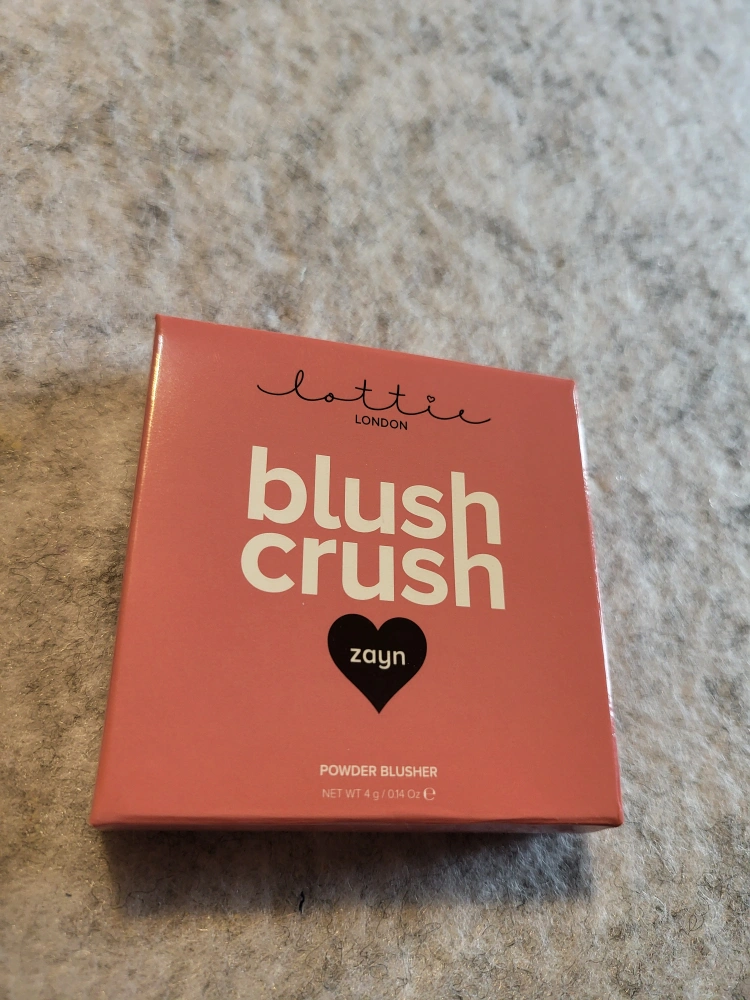 lottie
LONDON
blush
crush
zayn
POWDER BLUSHER
NET WT 4 g / 0.14 Oz ℮